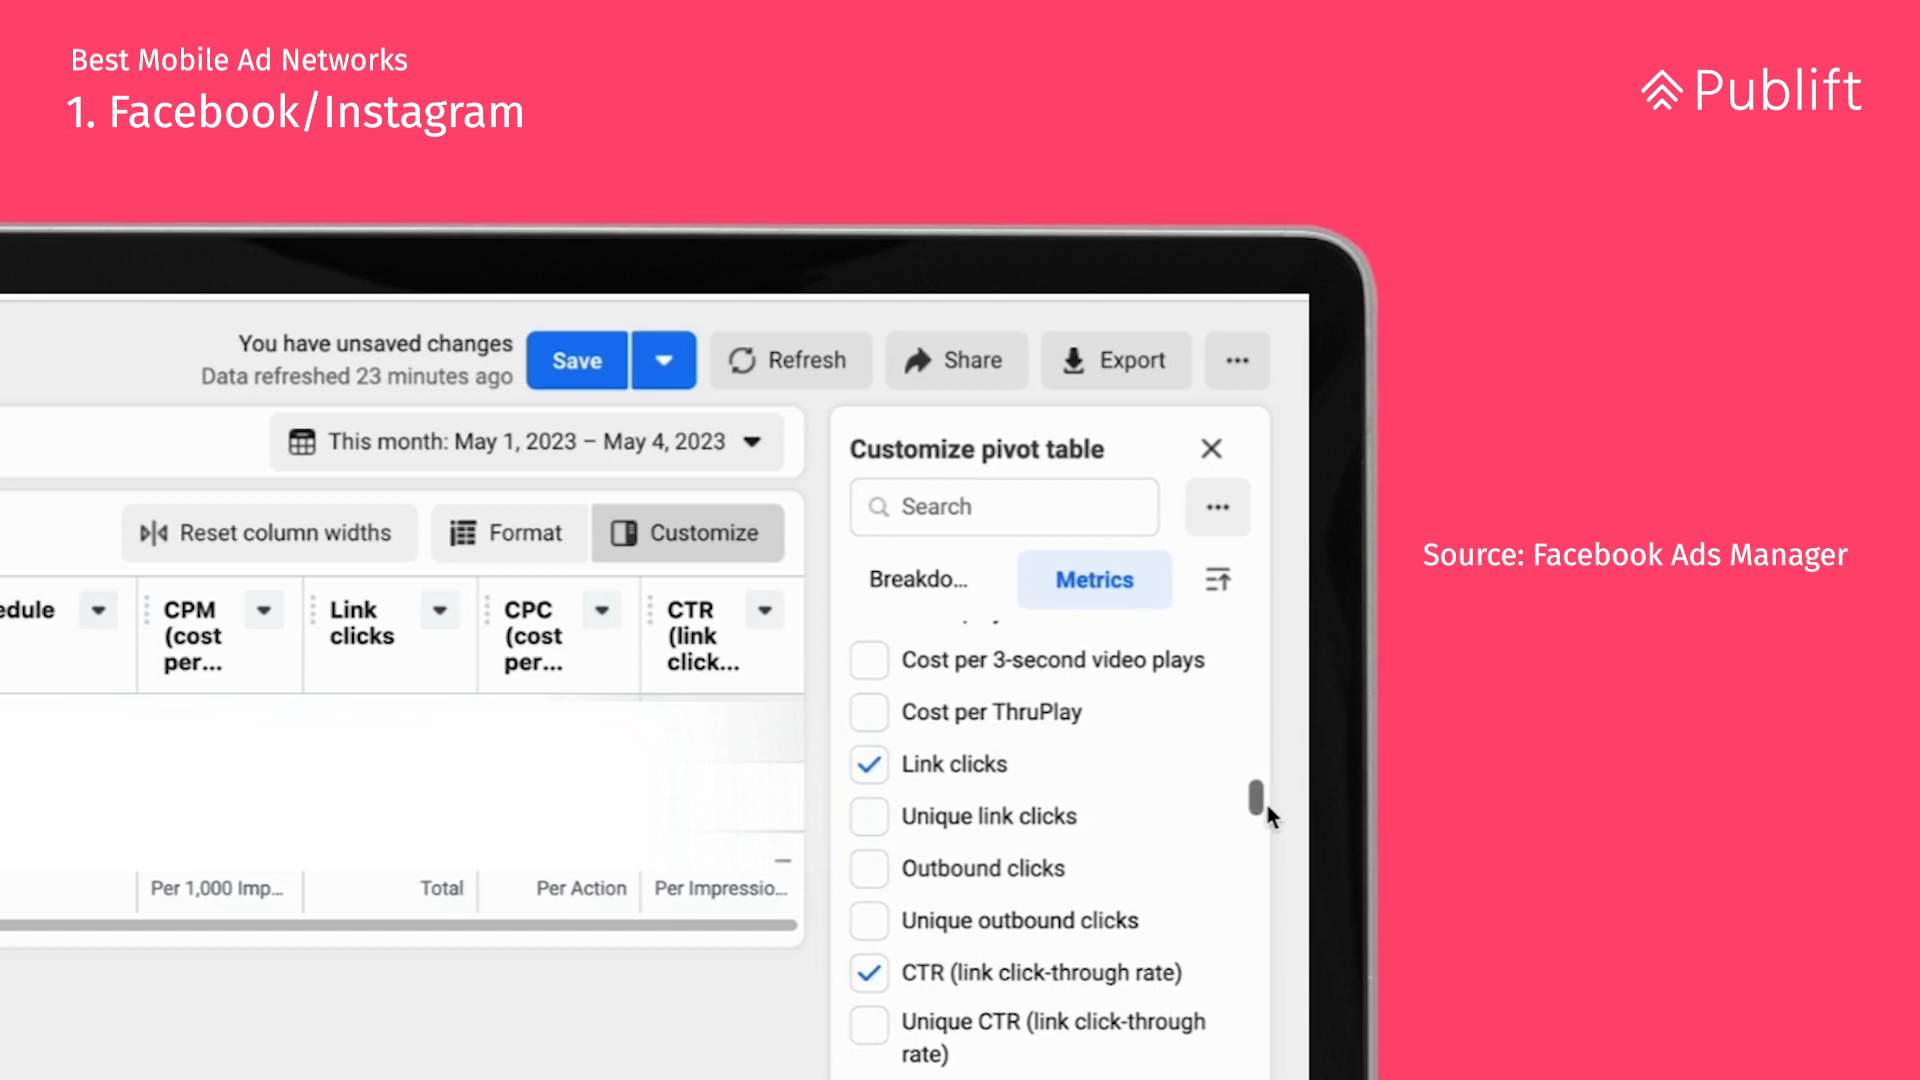 Best Mobile Ad Networks
1. Facebook/Instagram
Publift
You have unsaved changes
Data refreshed 23 minutes ago
Save
Refresh
Share
Export
This month: May 1, 2023 – May 4, 2023
Reset column widths
Format
Customize
edule
CPM
(cost
per...
Link
clicks
CPC
(cost
per...
CTR
(link
click...
Per 1,000 Imp...
Total
Per Action
—
Per Impressio...
Customize pivot table
Search
Breakdo...
Metrics
Cost per 3-second video plays
Cost per ThruPlay
Link clicks
Unique link clicks
Outbound clicks
Unique outbound clicks
CTR (link click-through rate)
Unique CTR (link click-through
rate)
Source: Facebook Ads Manager